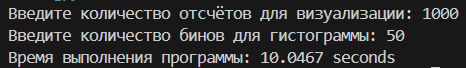 Введите количество отсчётов для визуализации: 1000
Введите количество бинов для гистограммы: 50
Время выполнения программы: 10.0467 seconds